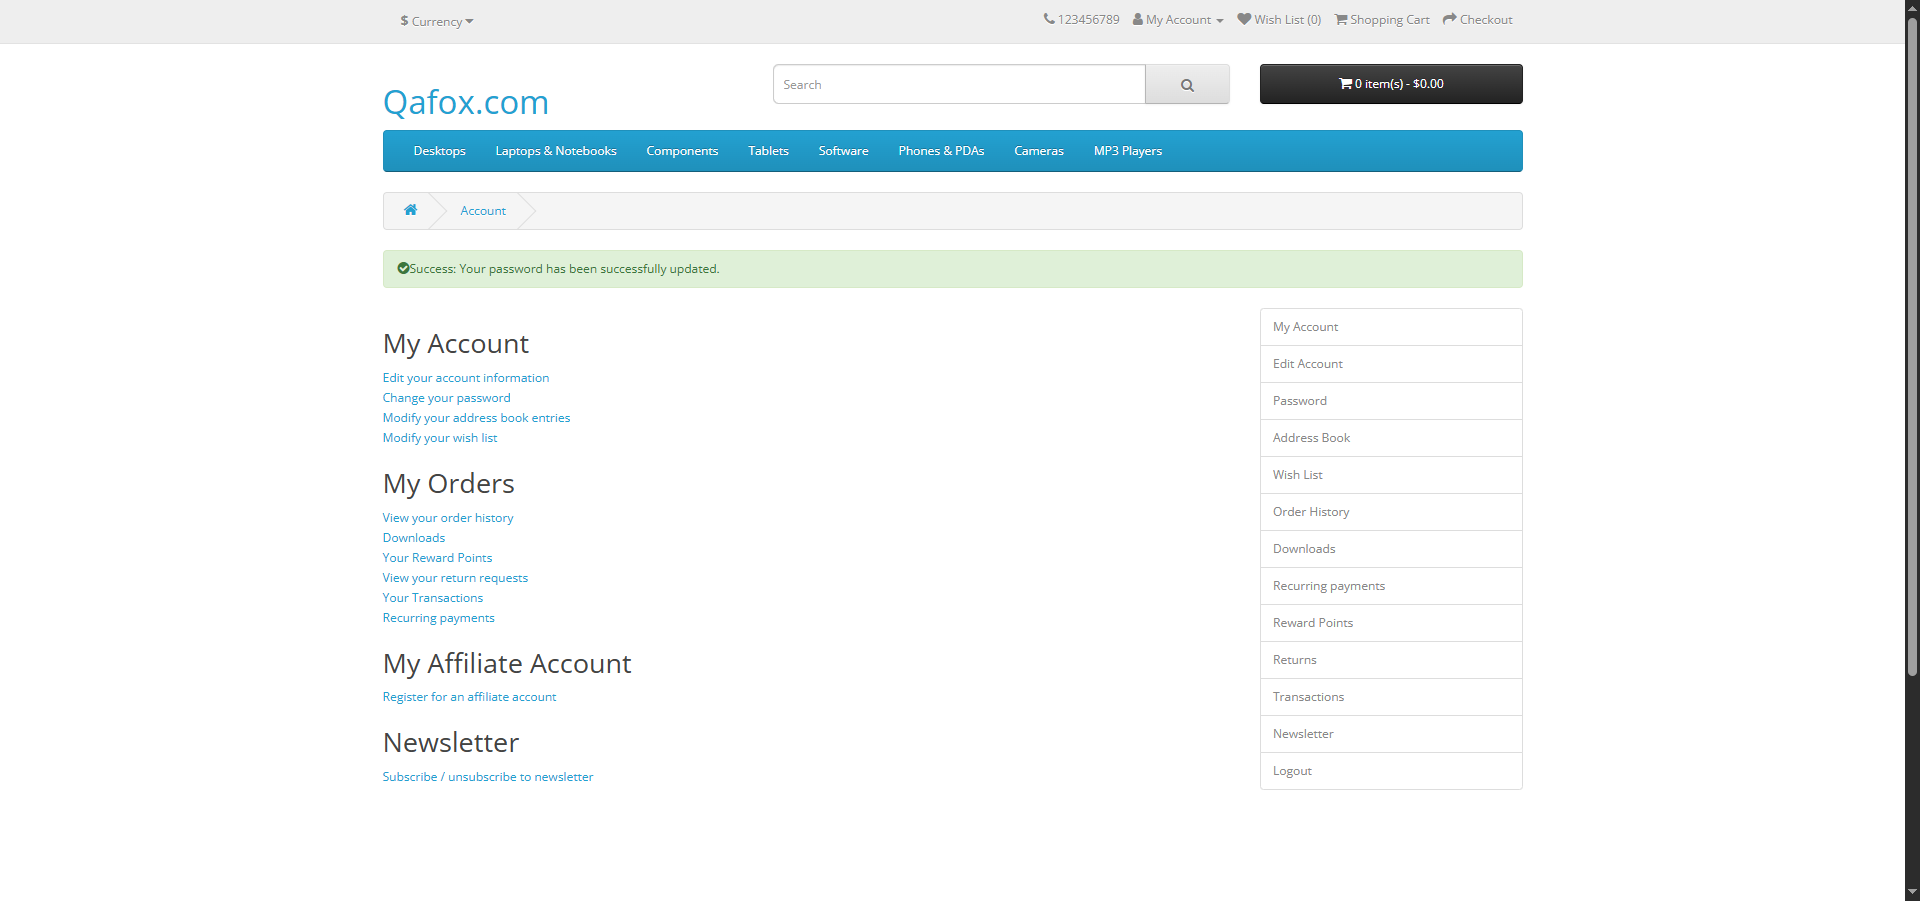 $ Currency
123456789 My Account Wish List (0) Shopping Cart Checkout
Qafox.com
Search
0 item(s) - $0.00
Desktops Laptops & Notebooks Components Tablets Software Phones & PDAs Cameras MP3 Players
Account
Success: Your password has been successfully updated.
My Account
Edit your account information
Change your password
Modify your address book entries
Modify your wish list
My Orders
View your order history
Downloads
Your Reward Points
View your return requests
Your Transactions
Recurring payments
My Affiliate Account
Register for an affiliate account
Newsletter
Subscribe / unsubscribe to newsletter
My Account
Edit Account
Password
Address Book
Wish List
Order History
Downloads
Recurring payments
Reward Points
Returns
Transactions
Newsletter
Logout